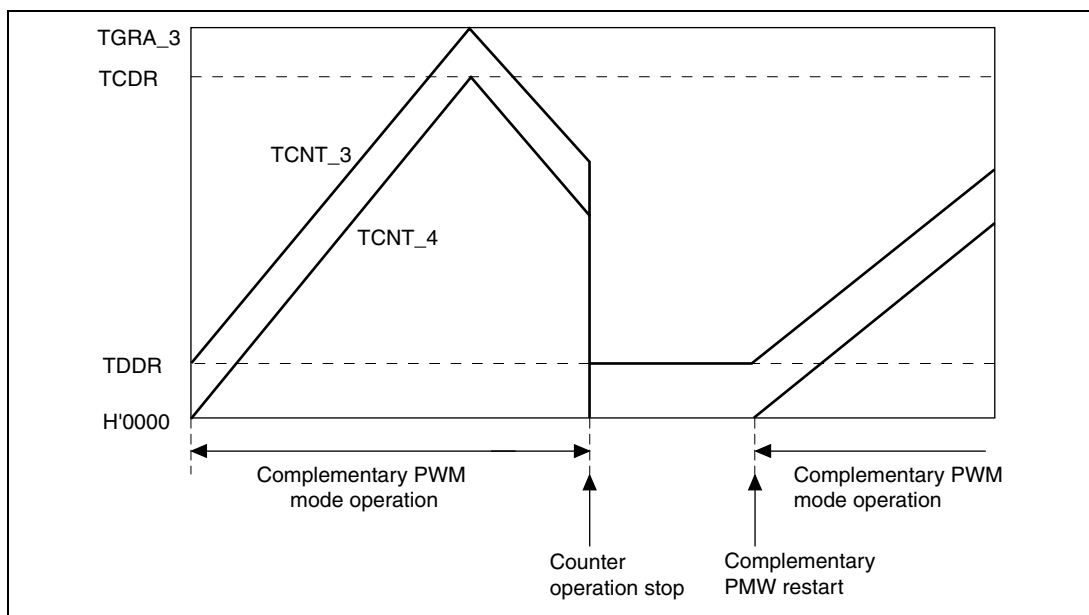 TGRA_3
TCDR
TCNT_3
TCNT_4
TDDR
H'0000
Complementary PWM
mode operation
Complementary PWM
mode operation
Counter
operation stop
Complementary
PMW restart